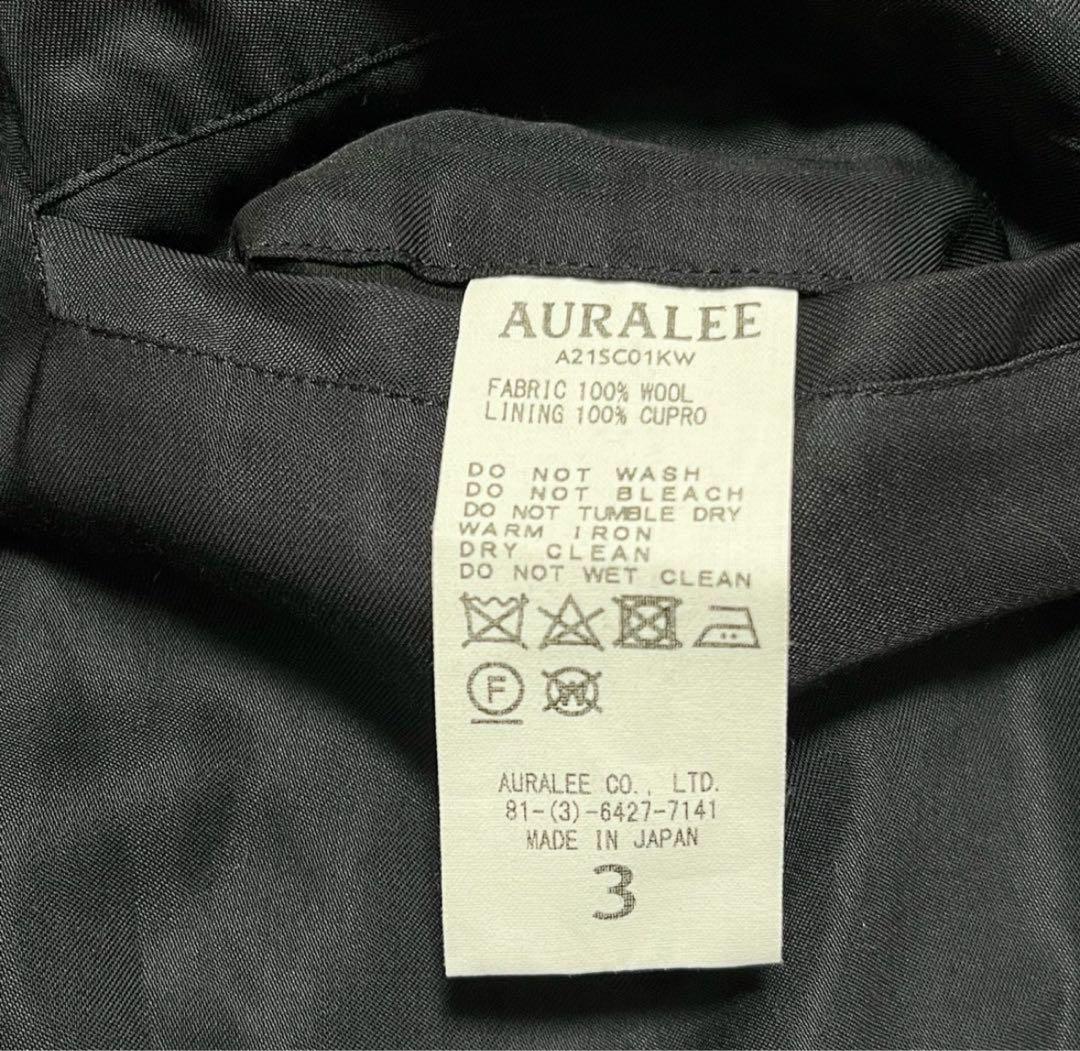 AURALEE
A21SC01KW
FABRIC 100% WOOL
LINING 100% CUPRO
DO NOT WASH
DO NOT BLEACH
DO NOT TUMBLE DRY
WARM IRON
DRY CLEAN
DO NOT WET CLEAN
F W
AURALEE CO., LTD.
81-(3)-6427-7141
MADE IN JAPAN
3